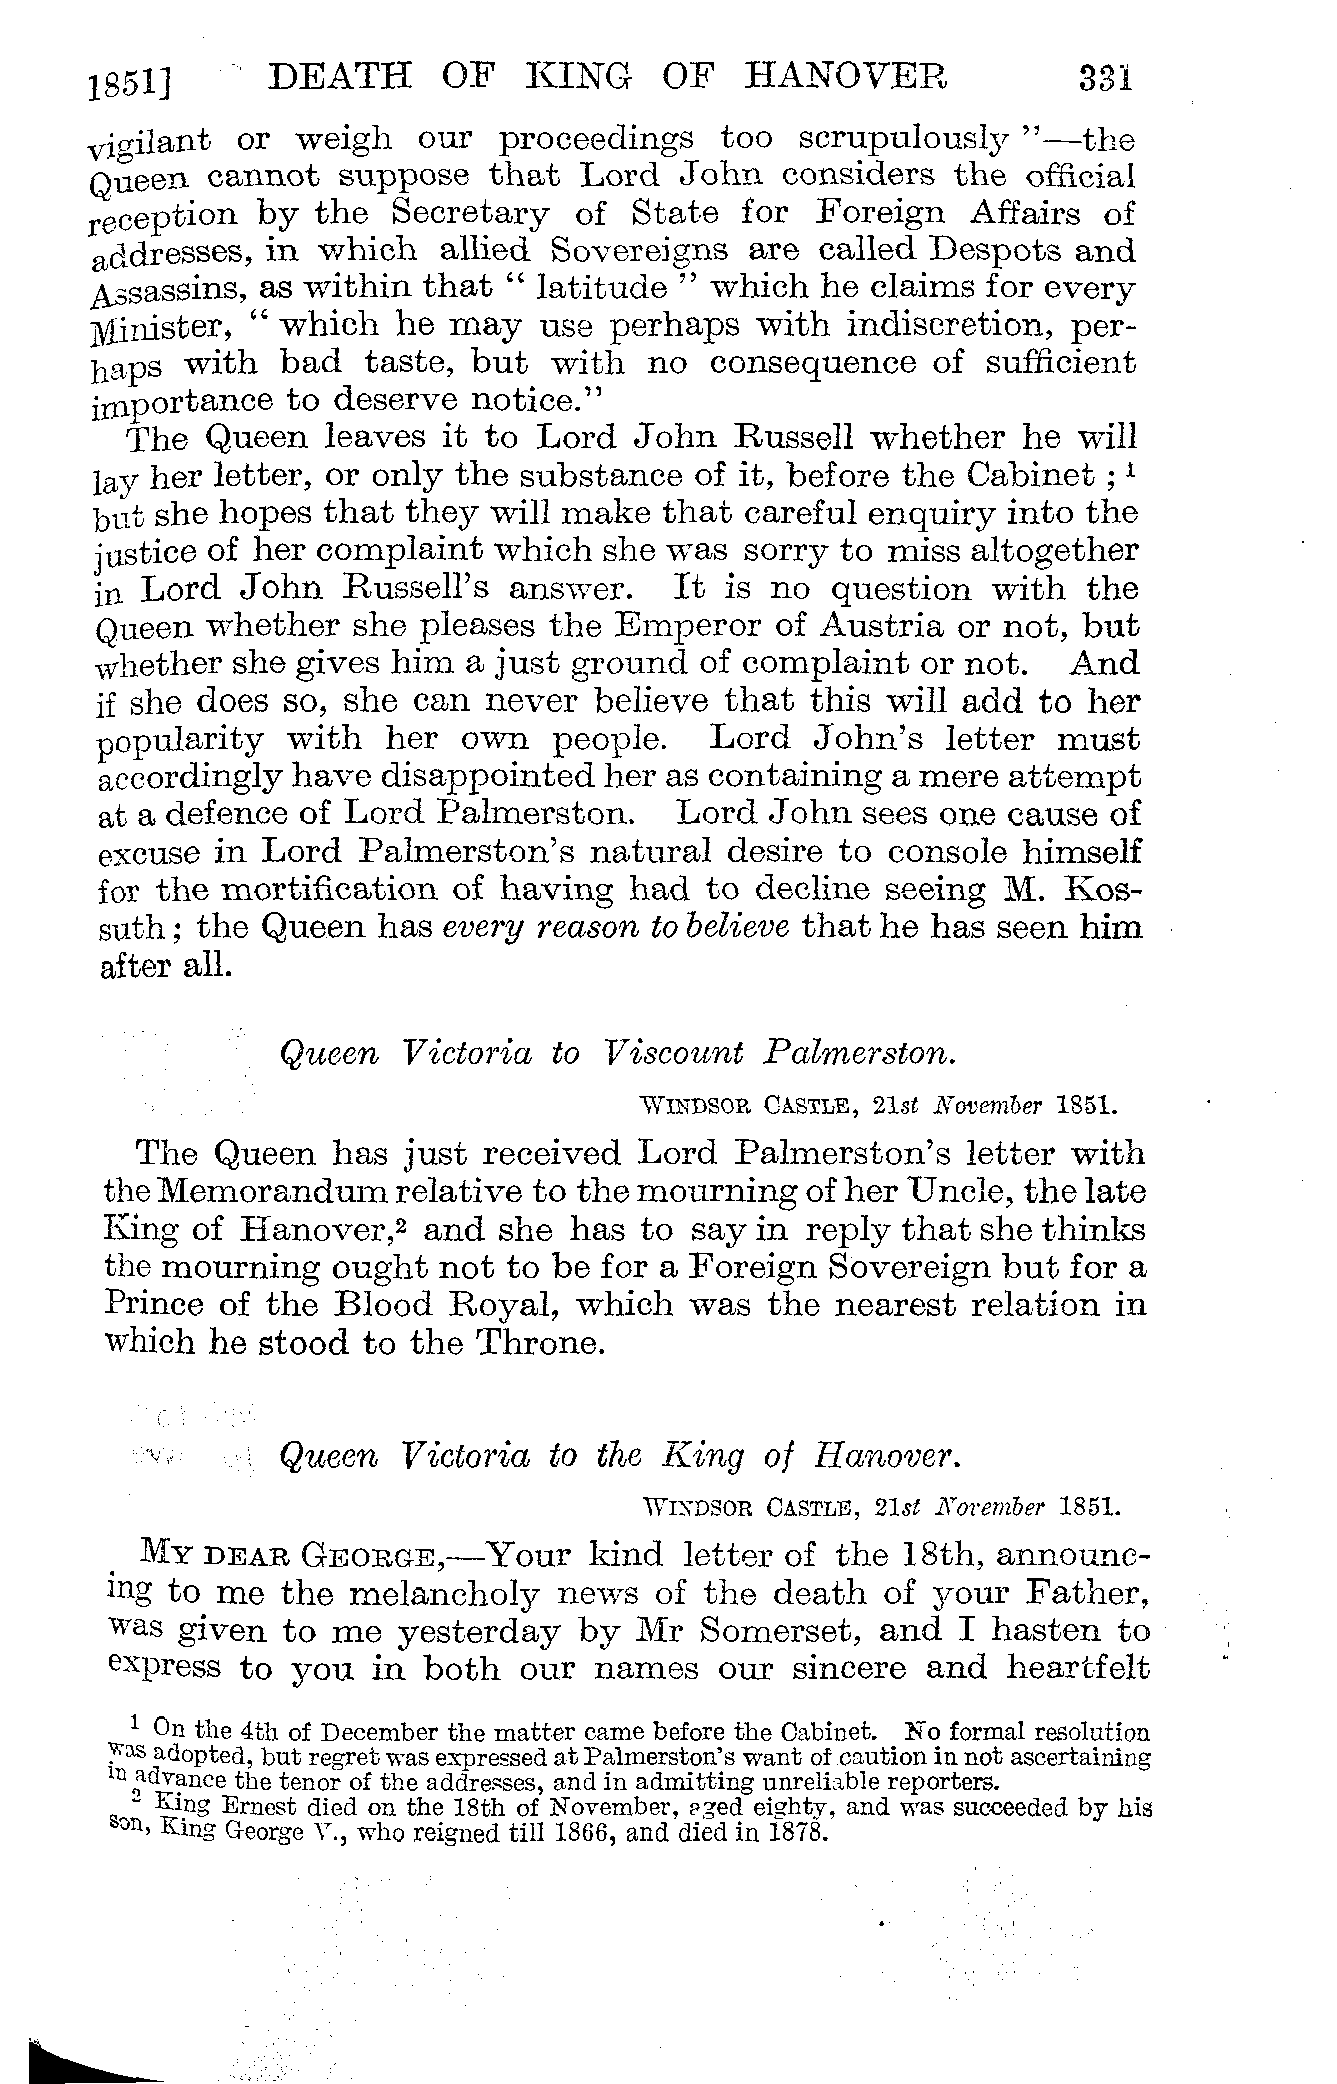 1851] DEATH OF KING OF HANOVER 331
vigilant or weigh our proceedings too scrupulously "—the
Queen cannot suppose that Lord John considers the official
reception by the Secretary of State for Foreign Affairs of
addresses, in which allied Sovereigns are called Despots and
Assassins, as within that " latitude " which he claims for every
Minister, " which he may use perhaps with indiscretion, per-
haps with bad taste, but with no consequence of sufficient
importance to deserve notice."
The Queen leaves it to Lord John Russell whether he will
lay her letter, or only the substance of it, before the Cabinet ; ¹
but she hopes that they will make that careful enquiry into the
justice of her complaint which she was sorry to miss altogether
in Lord John Russell's answer. It is no question with the
Queen whether she pleases the Emperor of Austria or not, but
whether she gives him a just ground of complaint or not. And
if she does so, she can never believe that this will add to her
popularity with her own people. Lord John's letter must
accordingly have disappointed her as containing a mere attempt
at a defence of Lord Palmerston. Lord John sees one cause of
excuse in Lord Palmerston's natural desire to console himself
for the mortification of having had to decline seeing M. Kos-
suth ; the Queen has every reason to believe that he has seen him
after all.
Queen Victoria to Viscount Palmerston.
WINDSOR CASTLE, 21st November 1851.
The Queen has just received Lord Palmerston's letter with
the Memorandum relative to the mourning of her Uncle, the late
King of Hanover,² and she has to say in reply that she thinks
the mourning ought not to be for a Foreign Sovereign but for a
Prince of the Blood Royal, which was the nearest relation in
which he stood to the Throne.
Queen Victoria to the King of Hanover.
WINDSOR CASTLE, 21st November 1851.
MY DEAR GEORGE,—Your kind letter of the 18th, announc-
ing to me the melancholy news of the death of your Father,
was given to me yesterday by Mr Somerset, and I hasten to
express to you in both our names our sincere and heartfelt
¹ On the 4th of December the matter came before the Cabinet. No formal resolution
was adopted, but regret was expressed at Palmerston's want of caution in not ascertaining
in advance the tenor of the addresses, and in admitting unreliable reporters.
² King Ernest died on the 18th of November, aged eighty, and was succeeded by his
son, King George V., who reigned till 1866, and died in 1878.